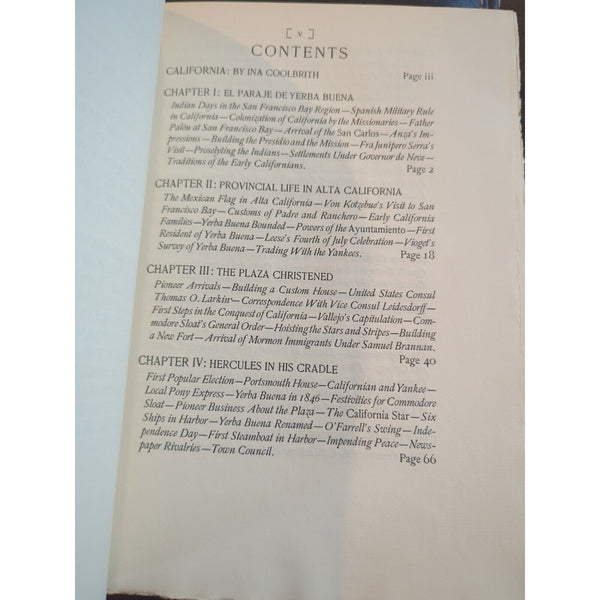 [ v ]
CONTENTS
CALIFORNIA: BY INA COOLBRITH Page iii
CHAPTER I: EL PARAJE DE YERBA BUENA
Indian Days in the San Francisco Bay Region—Spanish Military Rule
in California—Colonization of California by the Missionaries—Father
Palóu at San Francisco Bay—Arrival of the San Carlos—Anza's Im-
pressions—Building the Presidio and the Mission—Fra Junipero Serra's
Visit—Proselyting the Indians—Settlements Under Governor de Neve—
Traditions of the Early Californians. Page 2
CHAPTER II: PROVINCIAL LIFE IN ALTA CALIFORNIA
The Mexican Flag in Alta California—Von Kotzebue's Visit to San
Francisco Bay—Customs of Padre and Ranchero—Early California
Families—Yerba Buena Bounded—Powers of the Ayuntamiento—First
Resident of Yerba Buena—Leese's Fourth of July Celebration—Vioget's
Survey of Yerba Buena—Trading With the Yankees. Page 18
CHAPTER III: THE PLAZA CHRISTENED
Pioneer Arrivals—Building a Custom House—United States Consul
Thomas O. Larkin—Correspondence With Vice Consul Leidesdorff—
First Steps in the Conquest of California—Vallejo's Capitulation—Com-
modore Sloat's General Order—Hoisting the Stars and Stripes—Building
a New Fort—Arrival of Mormon Immigrants Under Samuel Brannan.
Page 40
CHAPTER IV: HERCULES IN HIS CRADLE
First Popular Election—Portsmouth House—Californian and Yankee—
Local Pony Express—Yerba Buena in 1846—Festivities for Commodore
Sloat—Pioneer Business About the Plaza—The California Star—Six
Ships in Harbor—Yerba Buena Renamed—O'Farrell's Swing—Inde-
pendence Day—First Steamboat in Harbor—Impending Peace—News-
paper Rivalries—Town Council. Page 66